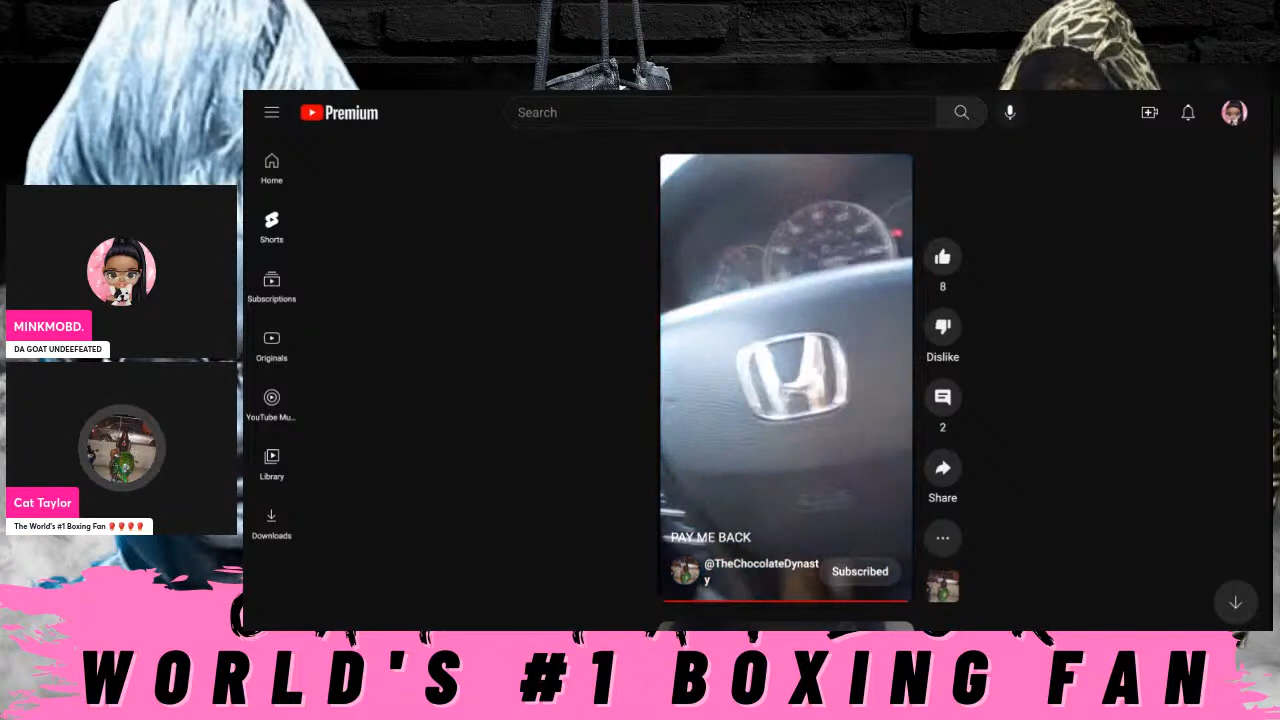 Premium
Search
Home
Shorts
Subscriptions
Originals
YouTube Mu...
Library
Downloads
MINKMOBD.
DA GOAT UNDEEFEATED
Cat Taylor
The World's #1 Boxing Fan
8
Dislike
2
Share
PAY ME BACK
@TheChocolateDynast
y
Subscribed
WORLD'S #1 BOXING FAN